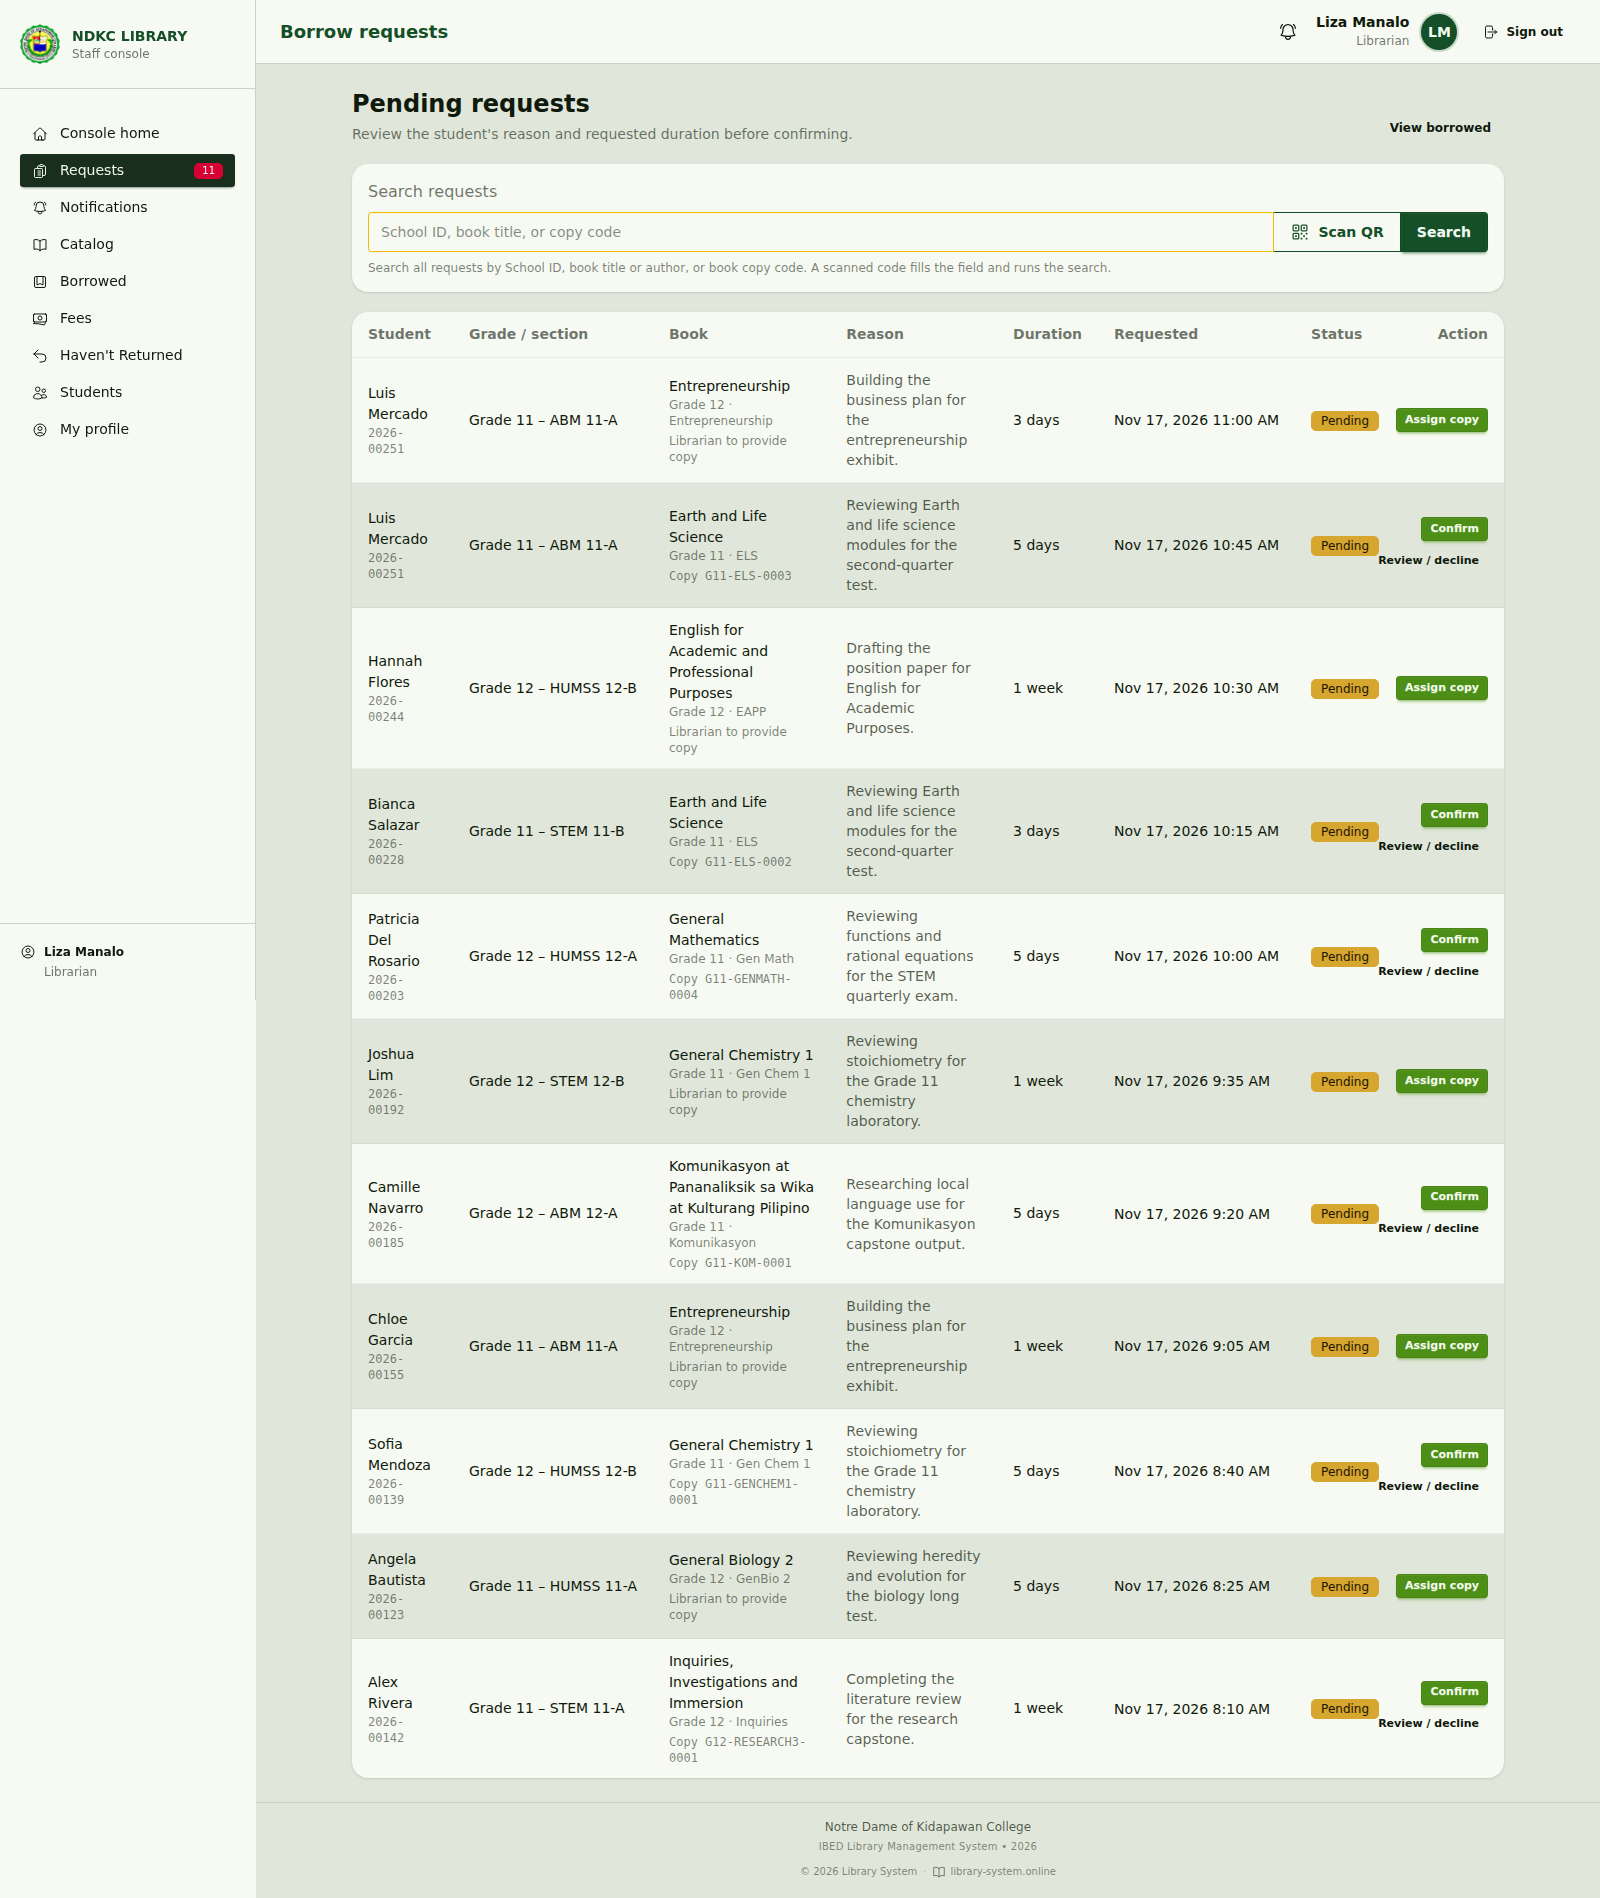 NDKC LIBRARY
Staff console
Console home
Requests 11
Notifications
Catalog
Borrowed
Fees
Haven't Returned
Students
My profile
Liza Manalo
Librarian
Borrow requests
Liza Manalo
Librarian
LM
Sign out
Pending requests
Review the student's reason and requested duration before confirming.
View borrowed
Search requests
School ID, book title, or copy code
Scan QR
Search
Search all requests by School ID, book title or author, or book copy code. A scanned code fills the field and runs the search.
Student Grade / section Book Reason Duration Requested Status Action
Luis
Mercado
2026-
00251
Grade 11 – ABM 11-A
Entrepreneurship
Grade 12 ·
Entrepreneurship
Librarian to provide
copy
Building the
business plan for
the
entrepreneurship
exhibit.
3 days
Nov 17, 2026 11:00 AM
Pending
Assign copy
Luis
Mercado
2026-
00251
Grade 11 – ABM 11-A
Earth and Life
Science
Grade 11 · ELS
Copy G11-ELS-0003
Reviewing Earth
and life science
modules for the
second-quarter
test.
5 days
Nov 17, 2026 10:45 AM
Pending
Confirm
Review / decline
Hannah
Flores
2026-
00244
Grade 12 – HUMSS 12-B
English for
Academic and
Professional
Purposes
Grade 12 · EAPP
Librarian to provide
copy
Drafting the
position paper for
English for
Academic
Purposes.
1 week
Nov 17, 2026 10:30 AM
Pending
Assign copy
Bianca
Salazar
2026-
00228
Grade 11 – STEM 11-B
Earth and Life
Science
Grade 11 · ELS
Copy G11-ELS-0002
Reviewing Earth
and life science
modules for the
second-quarter
test.
3 days
Nov 17, 2026 10:15 AM
Pending
Confirm
Review / decline
Patricia
Del
Rosario
2026-
00203
Grade 12 – HUMSS 12-A
General
Mathematics
Grade 11 · Gen Math
Copy G11-GENMATH-
0004
Reviewing
functions and
rational equations
for the STEM
quarterly exam.
5 days
Nov 17, 2026 10:00 AM
Pending
Confirm
Review / decline
Joshua
Lim
2026-
00192
Grade 12 – STEM 12-B
General Chemistry 1
Grade 11 · Gen Chem 1
Librarian to provide
copy
Reviewing
stoichiometry for
the Grade 11
chemistry
laboratory.
1 week
Nov 17, 2026 9:35 AM
Pending
Assign copy
Camille
Navarro
2026-
00185
Grade 12 – ABM 12-A
Komunikasyon at
Pananaliksik sa Wika
at Kulturang Pilipino
Grade 11 ·
Komunikasyon
Copy G11-KOM-0001
Researching local
language use for
the Komunikasyon
capstone output.
5 days
Nov 17, 2026 9:20 AM
Pending
Confirm
Review / decline
Chloe
Garcia
2026-
00155
Grade 11 – ABM 11-A
Entrepreneurship
Grade 12 ·
Entrepreneurship
Librarian to provide
copy
Building the
business plan for
the
entrepreneurship
exhibit.
1 week
Nov 17, 2026 9:05 AM
Pending
Assign copy
Sofia
Mendoza
2026-
00139
Grade 12 – HUMSS 12-B
General Chemistry 1
Grade 11 · Gen Chem 1
Copy G11-GENCHEM1-
0001
Reviewing
stoichiometry for
the Grade 11
chemistry
laboratory.
5 days
Nov 17, 2026 8:40 AM
Pending
Confirm
Review / decline
Angela
Bautista
2026-
00123
Grade 11 – HUMSS 11-A
General Biology 2
Grade 12 · GenBio 2
Librarian to provide
copy
Reviewing heredity
and evolution for
the biology long
test.
5 days
Nov 17, 2026 8:25 AM
Pending
Assign copy
Alex
Rivera
2026-
00142
Grade 11 – STEM 11-A
Inquiries,
Investigations and
Immersion
Grade 12 · Inquiries
Copy G12-RESEARCH3-
0001
Completing the
literature review
for the research
capstone.
1 week
Nov 17, 2026 8:10 AM
Pending
Confirm
Review / decline
Notre Dame of Kidapawan College
IBED Library Management System • 2026
© 2026 Library System · library-system.online